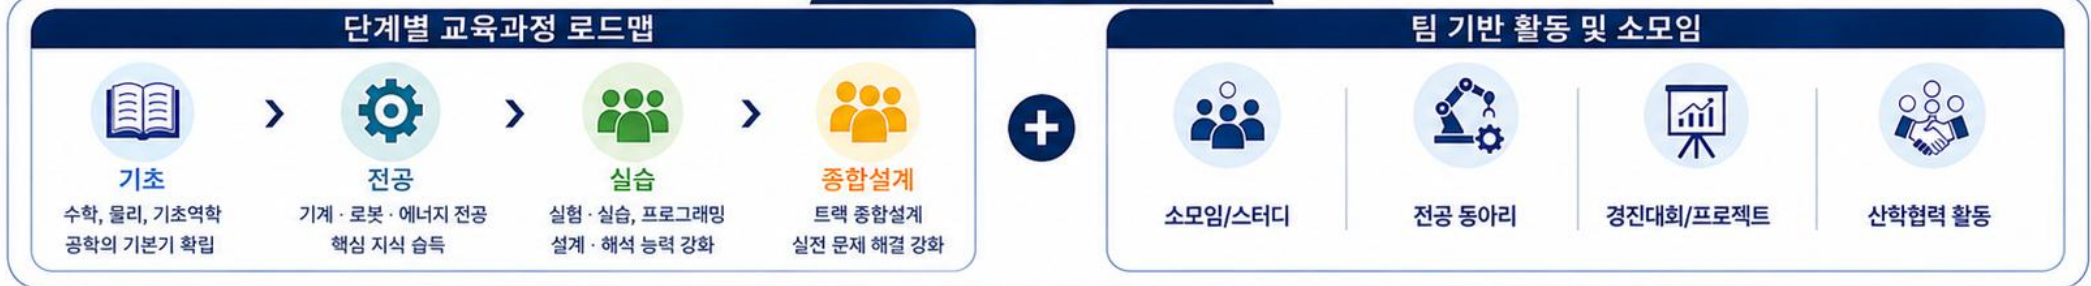 단계별 교육과정 로드맵
기초
수학, 물리, 기초역학
공학의 기본기 확립
전공
기계 · 로봇 · 에너지 전공
핵심 지식 습득
실습
실험 · 실습, 프로그래밍
설계 · 해석 능력 강화
종합설계
트랙 종합설계
실전 문제 해결 강화
팀 기반 활동 및 소모임
소모임/스터디
전공 동아리
경진대회/프로젝트
산학협력 활동